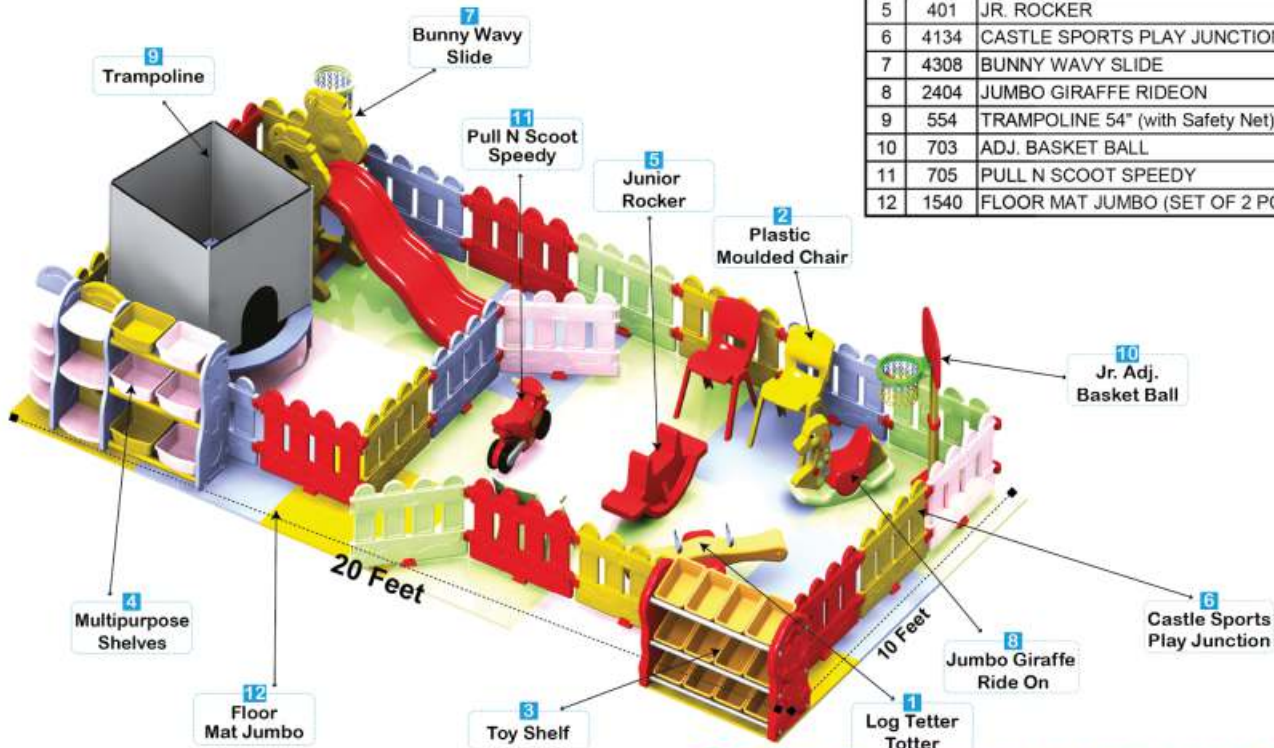 7
Bunny Wavy
Slide
9
Trampoline
11
Pull N Scoot
Speedy
5
Junior
Rocker
2
Plastic
Moulded Chair
5 401 JR. ROCKER
6 4134 CASTLE SPORTS PLAY JUNCTION
7 4308 BUNNY WAVY SLIDE
8 2404 JUMBO GIRAFFE RIDEON
9 554 TRAMPOLINE 54" (with Safety Net)
10 703 ADJ. BASKET BALL
11 705 PULL N SCOOT SPEEDY
12 1540 FLOOR MAT JUMBO (SET OF 2 PC
10
Jr. Adj.
Basket Ball
20 Feet
10 Feet
4
Multipurpose
Shelves
12
Floor
Mat Jumbo
3
Toy Shelf
1
Log Tetter
Totter
8
Jumbo Giraffe
Ride On
6
Castle Sports
Play Junction